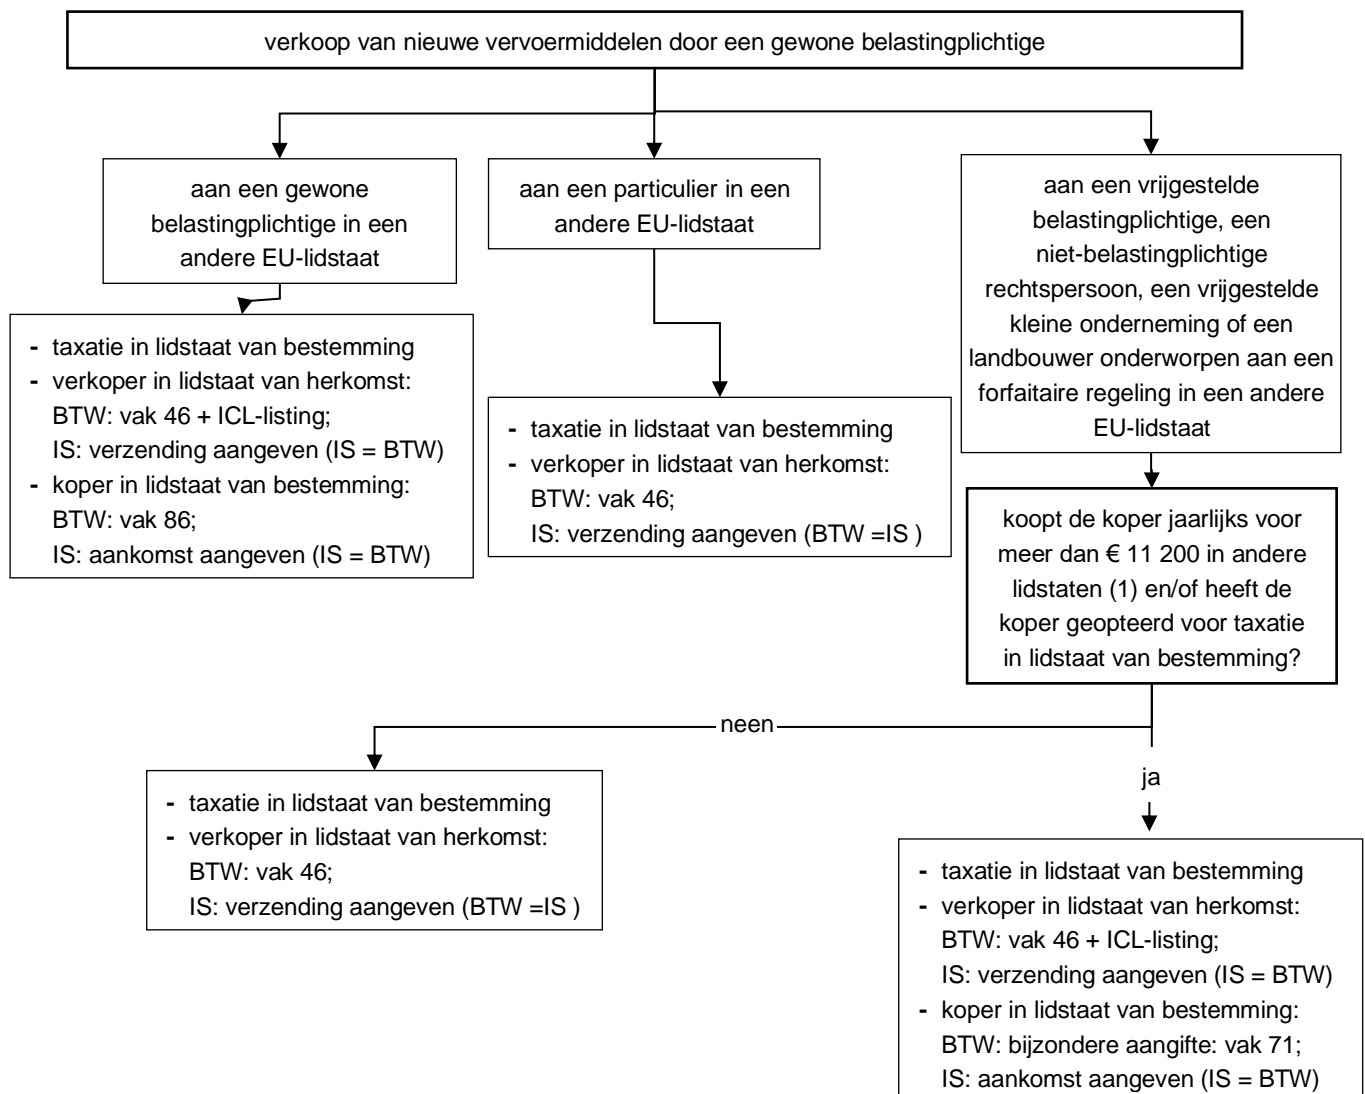 verkoop van nieuwe vervoermiddelen door een gewone belastingplichtige
aan een gewone
belastingplichtige in een
andere EU-lidstaat
aan een particulier in een
andere EU-lidstaat
aan een vrijgestelde
belastingplichtige, een
niet-belastingplichtige
rechtspersoon, een vrijgestelde
kleine onderneming of een
landbouwer onderworpen aan een
forfaitaire regeling in een andere
EU-lidstaat
- taxatie in lidstaat van bestemming
- verkoper in lidstaat van herkomst:
BTW: vak 46 + ICL-listing;
IS: verzending aangeven (IS = BTW)
- koper in lidstaat van bestemming:
BTW: vak 86;
IS: aankomst aangeven (IS = BTW)
- taxatie in lidstaat van bestemming
- verkoper in lidstaat van herkomst:
BTW: vak 46;
IS: verzending aangeven (BTW =IS )
koopt de koper jaarlijks voor
meer dan € 11 200 in andere
lidstaten (1) en/of heeft de
koper geopteerd voor taxatie
in lidstaat van bestemming?
neen
ja
- taxatie in lidstaat van bestemming
- verkoper in lidstaat van herkomst:
BTW: vak 46;
IS: verzending aangeven (BTW =IS )
- taxatie in lidstaat van bestemming
- verkoper in lidstaat van herkomst:
BTW: vak 46 + ICL-listing;
IS: verzending aangeven (IS = BTW)
- koper in lidstaat van bestemming:
BTW: bijzondere aangifte: vak 71;
IS: aankomst aangeven (IS = BTW)